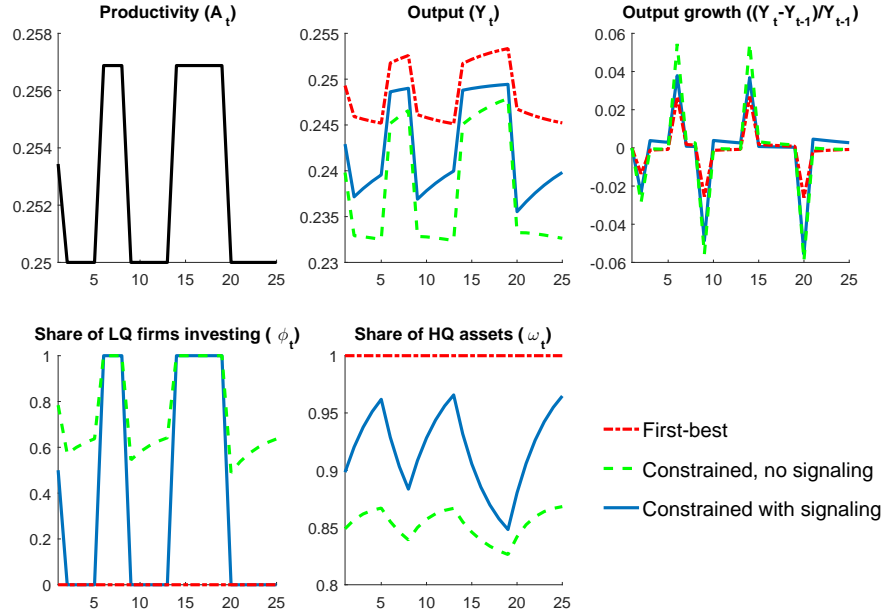 Productivity (A_t)
0.258
0.256
0.254
0.252
0.25
5 10 15 20 25
Output (Y_t)
0.255
0.25
0.245
0.24
0.235
0.23
5 10 15 20 25
Output growth ((Y_t-Y_{t-1})/Y_{t-1})
0.06
0.04
0.02
0
-0.02
-0.04
-0.06
5 10 15 20 25
Share of LQ firms investing ( ϕ_t)
1
0.8
0.6
0.4
0.2
0
5 10 15 20 25
Share of HQ assets (ω_t)
1
0.95
0.9
0.85
0.8
5 10 15 20 25
First-best
Constrained, no signaling
Constrained with signaling